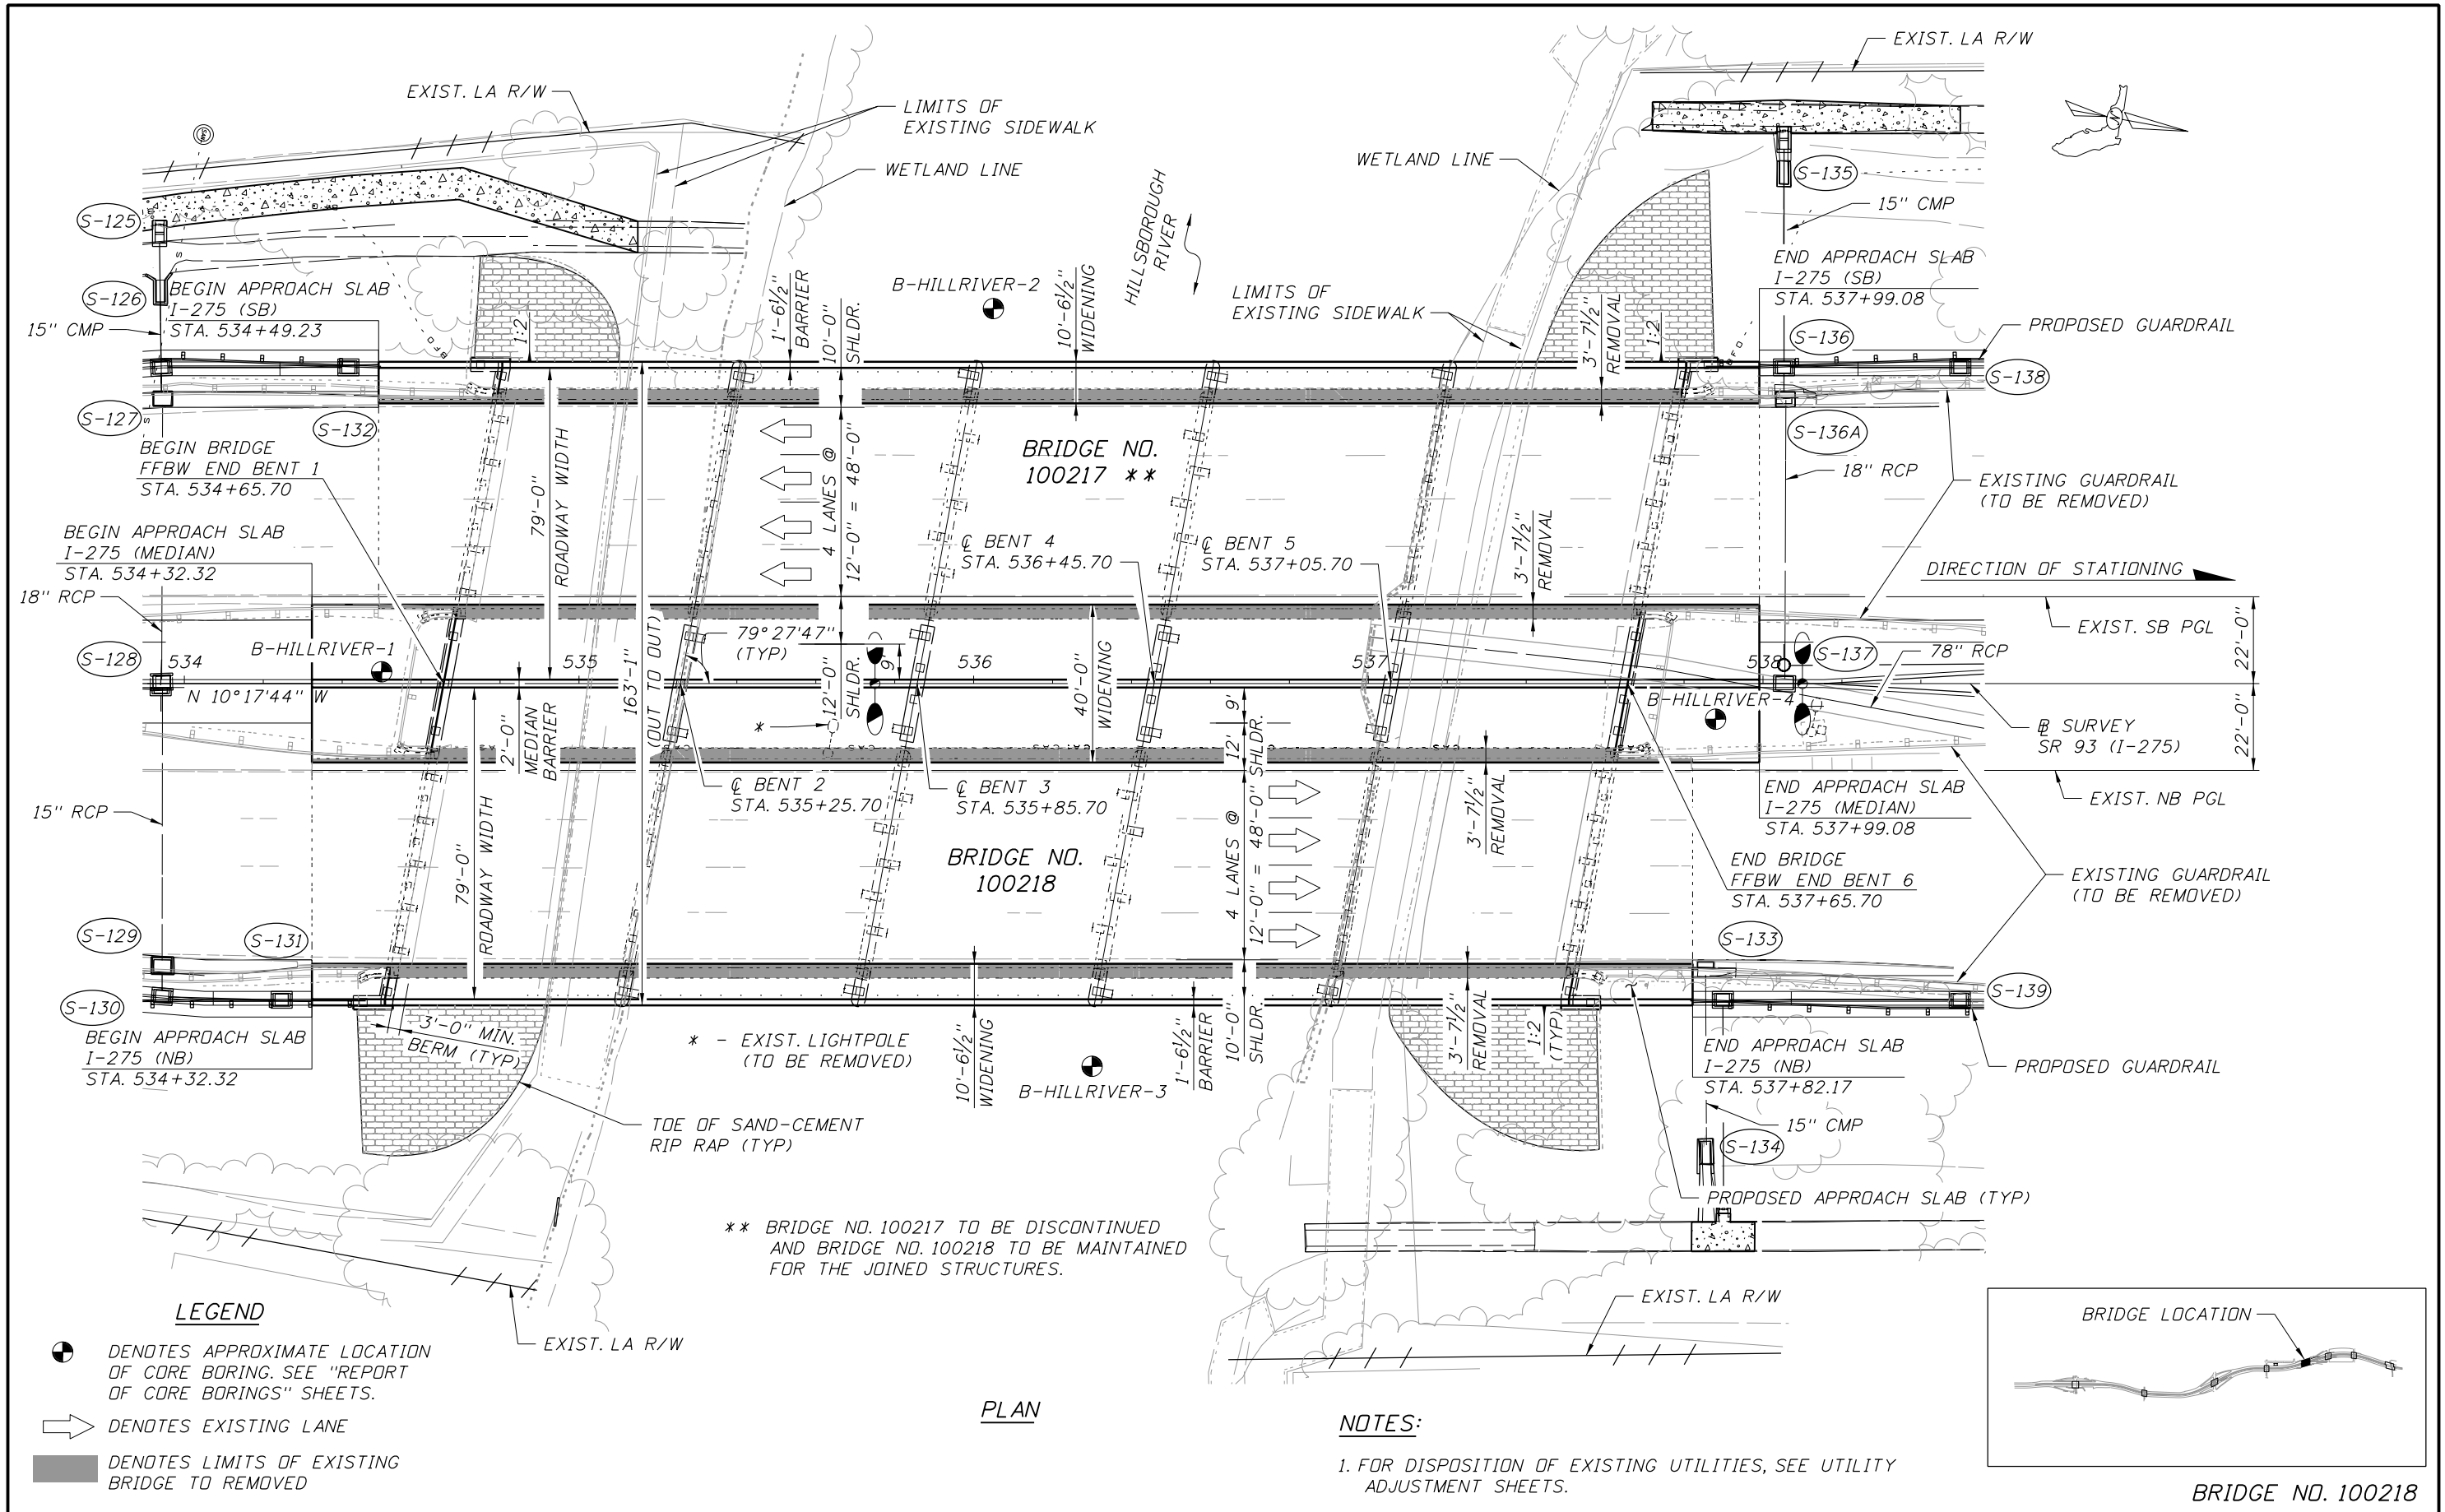 EXIST. LA R/W
EXIST. LA R/W
LIMITS OF
EXISTING SIDEWALK
WETLAND LINE
WETLAND LINE
HILLSBOROUGH
RIVER
N
S-125
S-126
15" CMP
BEGIN APPROACH SLAB
I-275 (SB)
STA. 534+49.23
BFO
1:2
1'-6½"
BARRIER
10'-0"
SHLDR.
B-HILLRIVER-2
10'-6½"
WIDENING
LIMITS OF
EXISTING SIDEWALK
3'-7½"
REMOVAL
1:2
S-135
15" CMP
END APPROACH SLAB
I-275 (SB)
STA. 537+99.08
S-136
BFO
PROPOSED GUARDRAIL
S-138
S-127
S-132
S-136A
BEGIN BRIDGE
FFBW END BENT 1
STA. 534+65.70
79'-0"
ROADWAY WIDTH
4 LANES @
12'-0" = 48'-0"
BRIDGE NO.
100217 **
18" RCP
EXISTING GUARDRAIL
(TO BE REMOVED)
BEGIN APPROACH SLAB
I-275 (MEDIAN)
STA. 534+32.32
℄ BENT 4
STA. 536+45.70
℄ BENT 5
STA. 537+05.70
3'-7½"
REMOVAL
DIRECTION OF STATIONING
18" RCP
EXIST. SB PGL
22'-0"
S-128
534
B-HILLRIVER-1
535
163'-1"
(OUT TO OUT)
79°27'47"
(TYP)
12'-0"
SHLDR.
9'
536
40'-0"
WIDENING
537
538
S-137
78" RCP
N 10°17'44" W
2'-0"
MEDIAN
BARRIER
*
9'
12'
SHLDR.
B-HILLRIVER-4
BL SURVEY
SR 93 (I-275)
22'-0"
℄ BENT 2
STA. 535+25.70
℄ BENT 3
STA. 535+85.70
3'-7½"
REMOVAL
END APPROACH SLAB
I-275 (MEDIAN)
STA. 537+99.08
EXIST. NB PGL
15" RCP
79'-0"
ROADWAY WIDTH
BRIDGE NO.
100218
4 LANES @
12'-0" = 48'-0"
END BRIDGE
FFBW END BENT 6
STA. 537+65.70
EXISTING GUARDRAIL
(TO BE REMOVED)
S-129
S-131
S-133
S-139
S-130
BEGIN APPROACH SLAB
I-275 (NB)
STA. 534+32.32
3'-0" MIN.
BERM (TYP)
* - EXIST. LIGHTPOLE
(TO BE REMOVED)
10'-6½"
WIDENING
B-HILLRIVER-3
1'-6½"
BARRIER
10'-0"
SHLDR.
3'-7½"
REMOVAL
1:2
(TYP)
END APPROACH SLAB
I-275 (NB)
STA. 537+82.17
PROPOSED GUARDRAIL
TOE OF SAND-CEMENT
RIP RAP (TYP)
15" CMP
S-134
PROPOSED APPROACH SLAB (TYP)
** BRIDGE NO. 100217 TO BE DISCONTINUED
AND BRIDGE NO. 100218 TO BE MAINTAINED
FOR THE JOINED STRUCTURES.
EXIST. LA R/W
EXIST. LA R/W
LEGEND
DENOTES APPROXIMATE LOCATION
OF CORE BORING. SEE "REPORT
OF CORE BORINGS" SHEETS.
DENOTES EXISTING LANE
DENOTES LIMITS OF EXISTING
BRIDGE TO REMOVED
PLAN
NOTES:
1. FOR DISPOSITION OF EXISTING UTILITIES, SEE UTILITY
ADJUSTMENT SHEETS.
BRIDGE LOCATION
BRIDGE NO. 100218